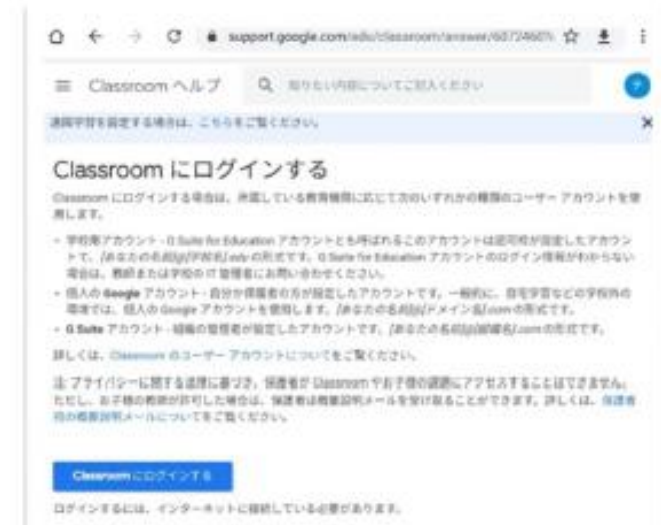 support.google.com/edu/classroom/answer/6072460?
Classroom ヘルプ
知りたい内容についてご記入ください
遠隔学習を設定する場合は、こちらをご覧ください。
Classroom にログインする
Classroom にログインする場合は、所属している教育機関に応じて次のいずれかの種類のユーザー アカウントを使
用します。
• 学校用アカウント - G Suite for Education アカウントとも呼ばれるこのアカウントは認可校が設定したアカウン
トで、[あなたの名前]@[学校名].edu の形式です。G Suite for Education アカウントのログイン情報がわからない
場合は、教師または学校の IT 管理者にお問い合わせください。
• 個人の Google アカウント - 自分か保護者の方が設定したアカウントです。一般的に、自宅学習などの学校外の
環境では、個人の Google アカウントを使用します。[あなたの名前]@[ドメイン名].com の形式です。
• G Suite アカウント - 組織の管理者が設定したアカウントです。[あなたの名前]@[組織名].com の形式です。
詳しくは、Classroom のユーザー アカウントについてをご覧ください。
注: プライバシーに関する法律に基づき、保護者が Classroom やお子様の課題にアクセスすることはできません。
ただし、お子様の教師が許可した場合は、保護者は概要説明メールを受け取ることができます。詳しくは、保護者
宛の概要説明メールについてをご覧ください。
Classroom にログインする
ログインするには、インターネットに接続している必要があります。